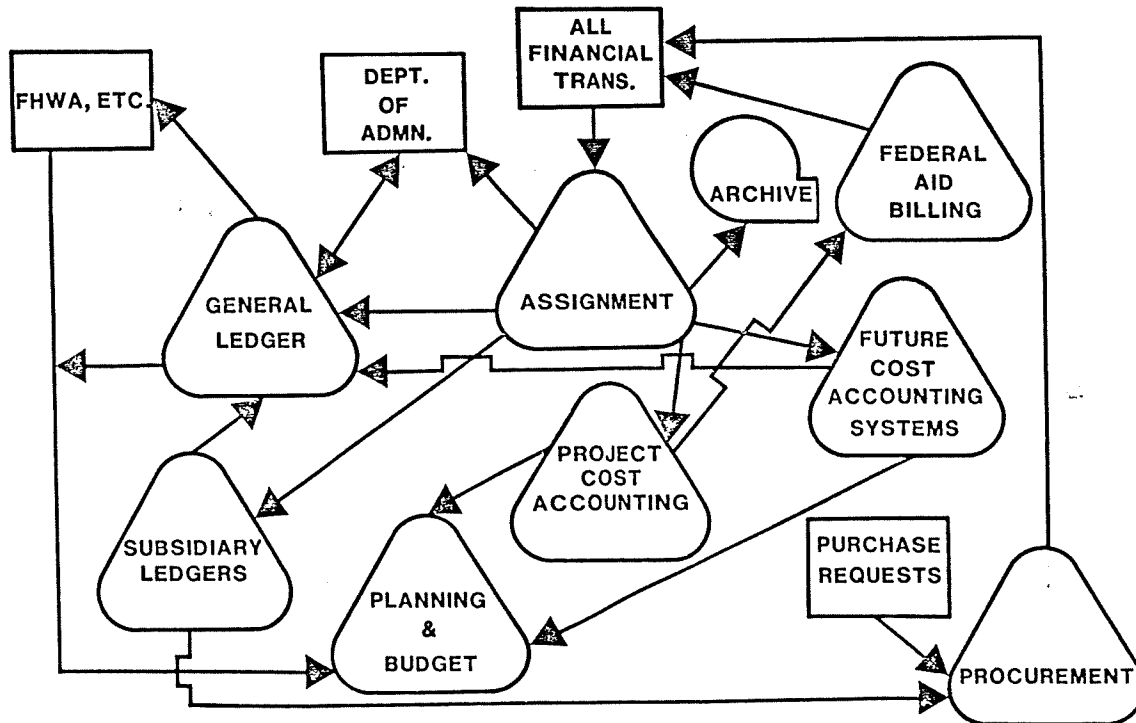 ALL
FINANCIAL
TRANS.
FHWA, ETC.
DEPT.
OF
ADMN.
ARCHIVE
FEDERAL
AID
BILLING
GENERAL
LEDGER
ASSIGNMENT
FUTURE
COST
ACCOUNTING
SYSTEMS
PROJECT
COST
ACCOUNTING
SUBSIDIARY
LEDGERS
PLANNING
&
BUDGET
PURCHASE
REQUESTS
PROCUREMENT